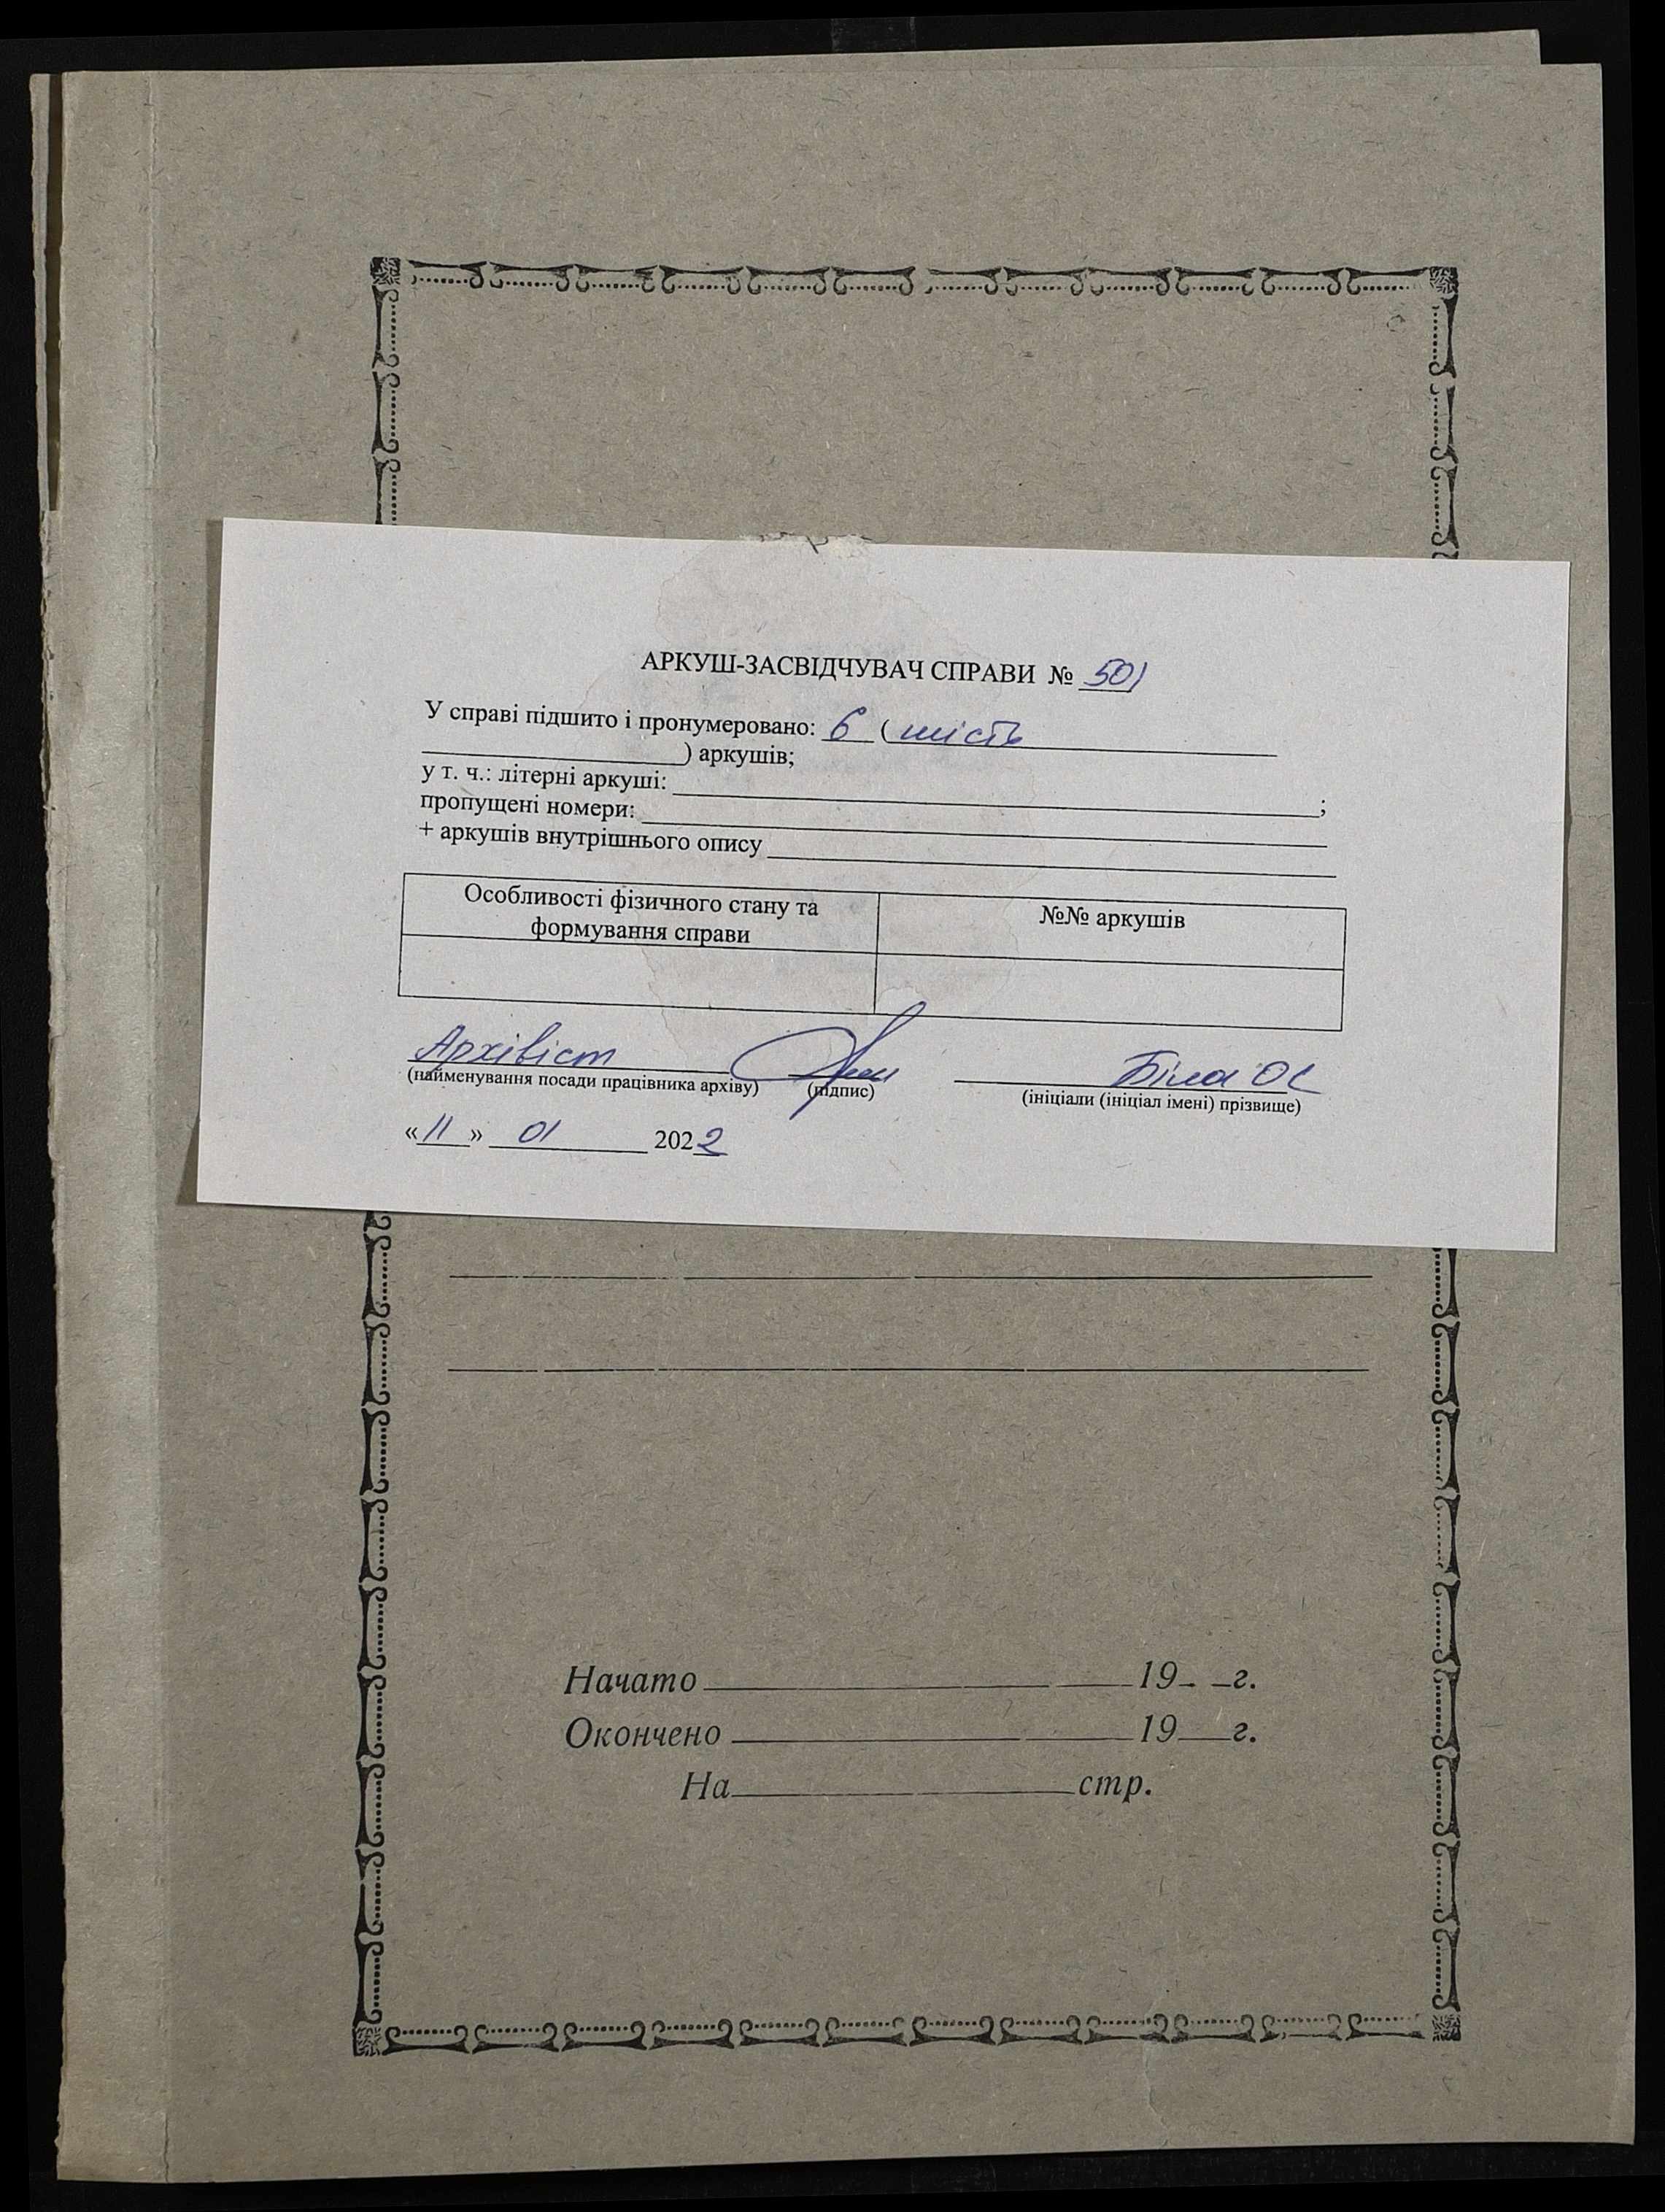 АРКУШ-ЗАСВІДЧУВАЧ СПРАВИ № 501
У справі підшито і пронумеровано: 6 ( шість
) аркушів;
у т. ч.: літерні аркуші: ;
пропущені номери:
+ аркушів внутрішнього опису
Особливості фізичного стану та
формування справи
№№ аркушів
Архівіст Біла ОС
(найменування посади працівника архіву) (підпис) (ініціали (ініціал імені) прізвище)
«11» 01 2022
Начато 19 г.
Окончено 19 г.
На стр.